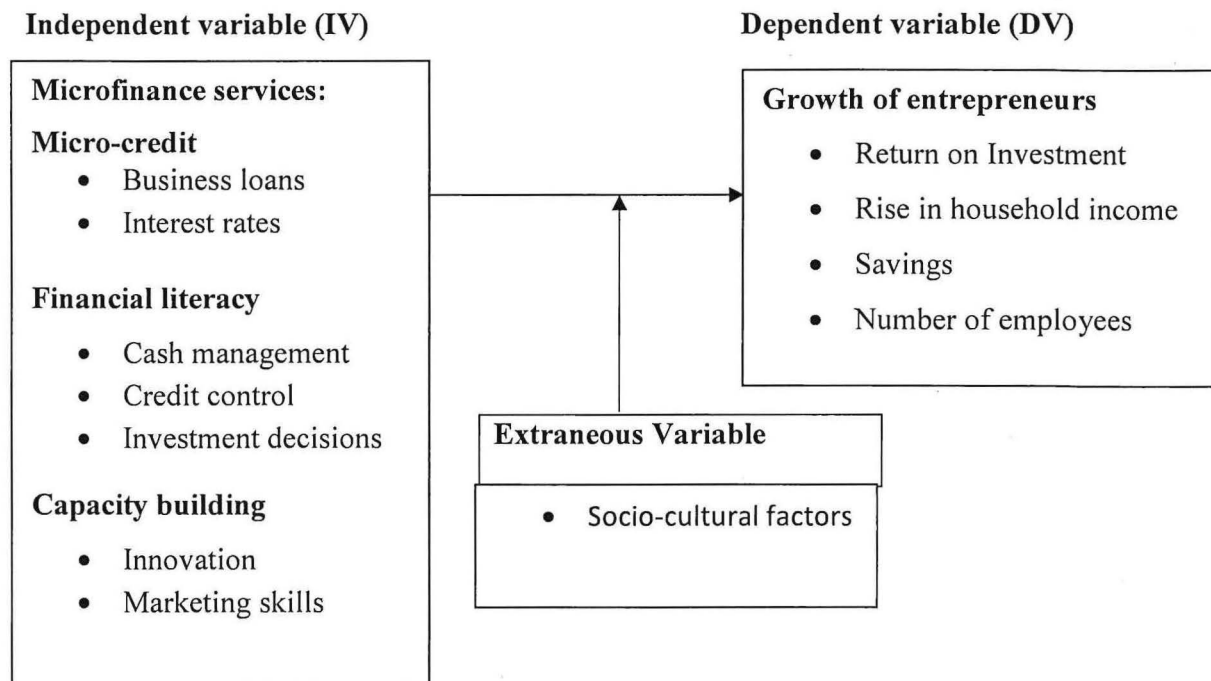 Independent variable (IV)
Microfinance services:
Micro-credit
• Business loans
• Interest rates
Financial literacy
• Cash management
• Credit control
• Investment decisions
Capacity building
• Innovation
• Marketing skills
Dependent variable (DV)
Growth of entrepreneurs
• Return on Investment
• Rise in household income
• Savings
• Number of employees
Extraneous Variable
• Socio-cultural factors